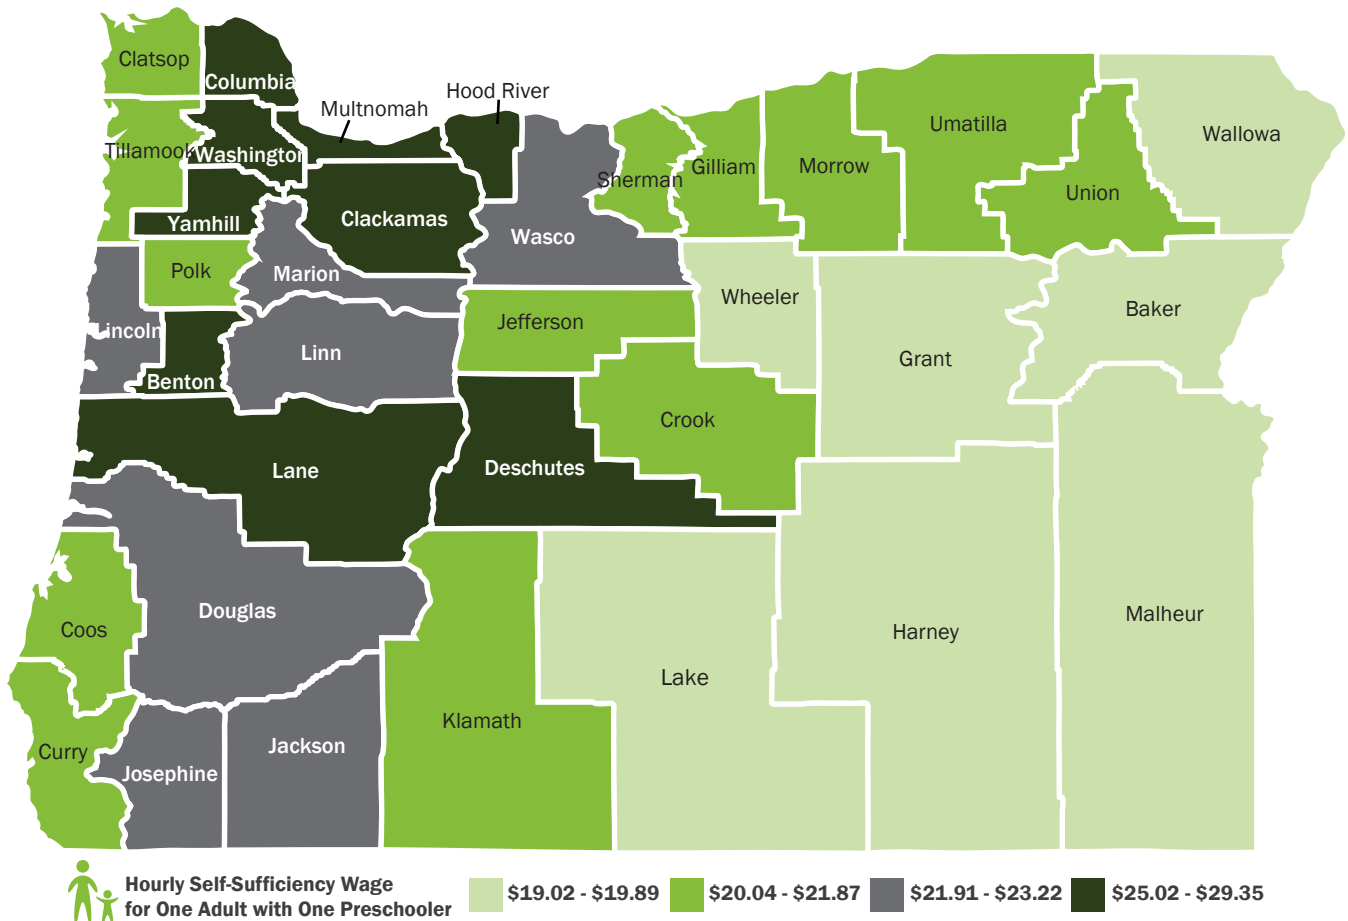 Clatsop
Columbia
Multnomah
Hood River
Tillamook
Washington
Yamhill
Clackamas
Wasco
Sherman
Gilliam
Morrow
Umatilla
Union
Wallowa
Polk
Marion
Lincoln
Benton
Linn
Jefferson
Wheeler
Grant
Baker
Lane
Deschutes
Crook
Douglas
Coos
Curry
Josephine
Jackson
Klamath
Lake
Harney
Malheur
Hourly Self-Sufficiency Wage
for One Adult with One Preschooler
$19.02 - $19.89
$20.04 - $21.87
$21.91 - $23.22
$25.02 - $29.35